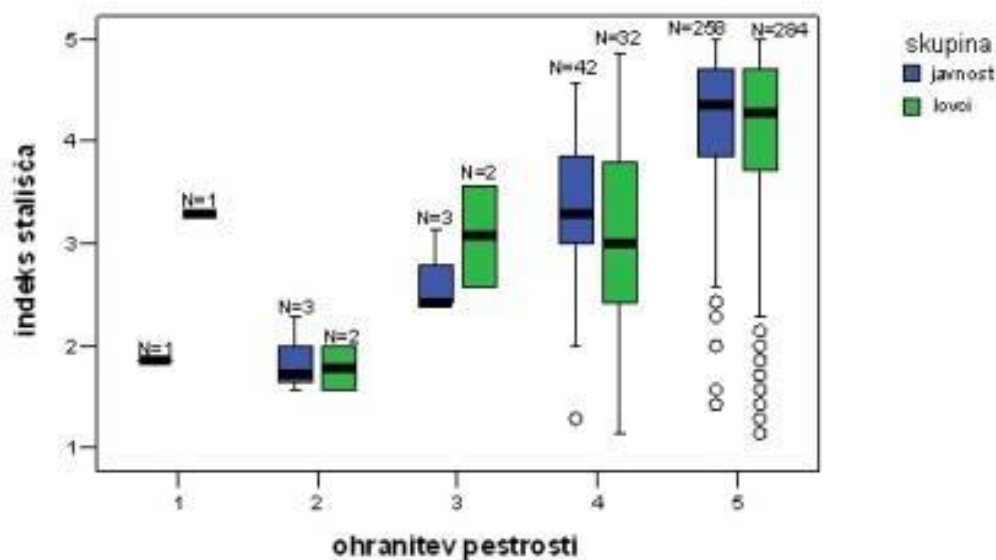 N=258 N=284
N=32
N=42
N=2
N=3
N=1
N=3
N=2
N=1
5
4
3
2
1
indeks stališča
1 2 3 4 5
ohranitev pestrosti
skupina
javnost
lovci